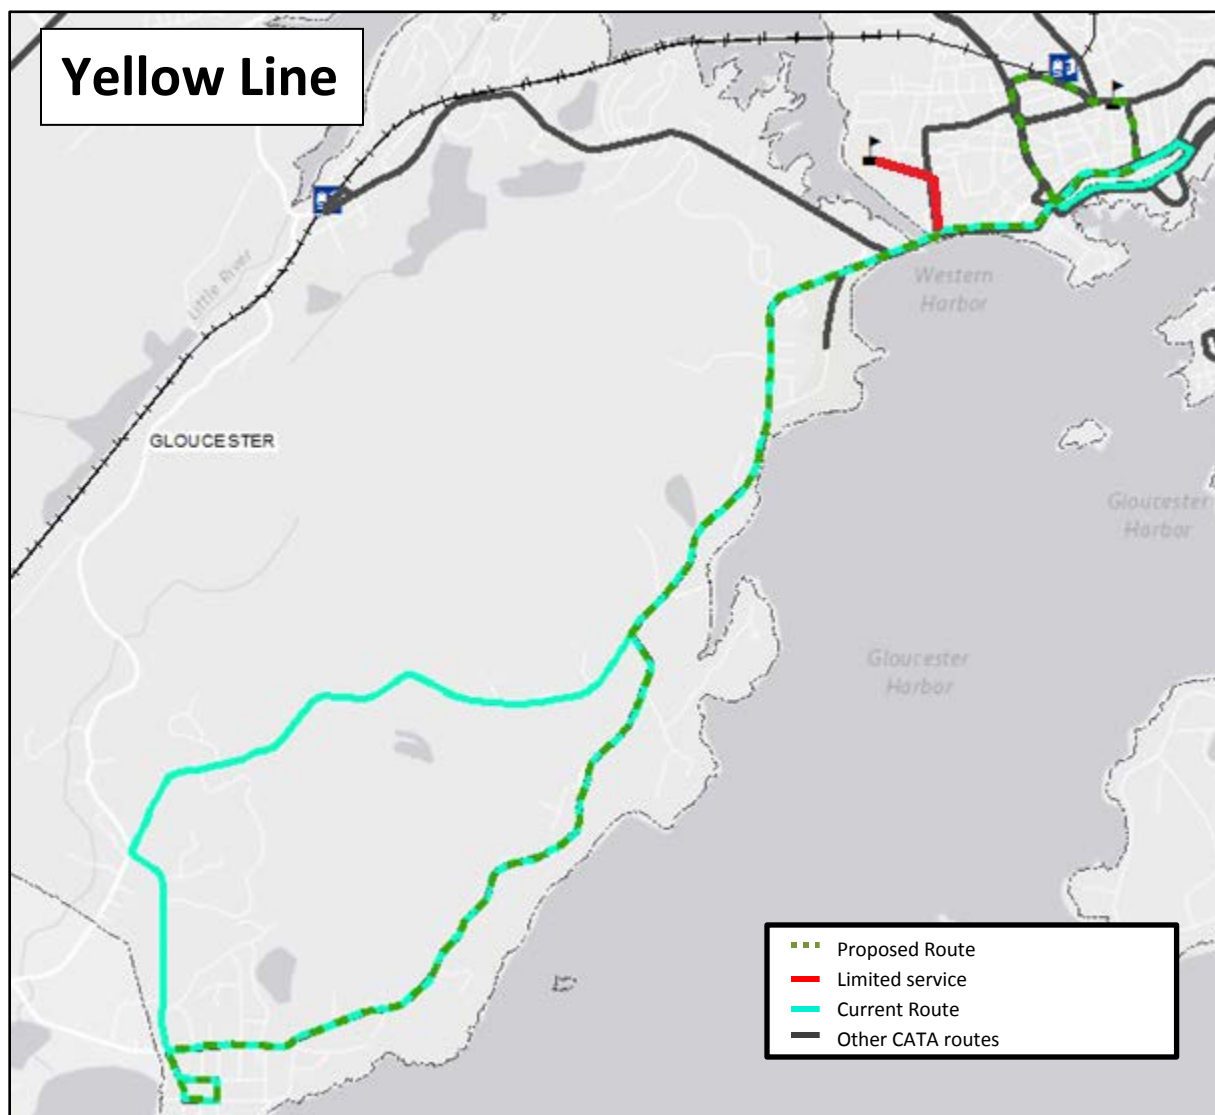 Yellow Line
Little River
Western
Harbor
GLOUCESTER
Gloucester
Harbor
Gloucester
Harbor
Proposed Route
Limited service
Current Route
Other CATA routes